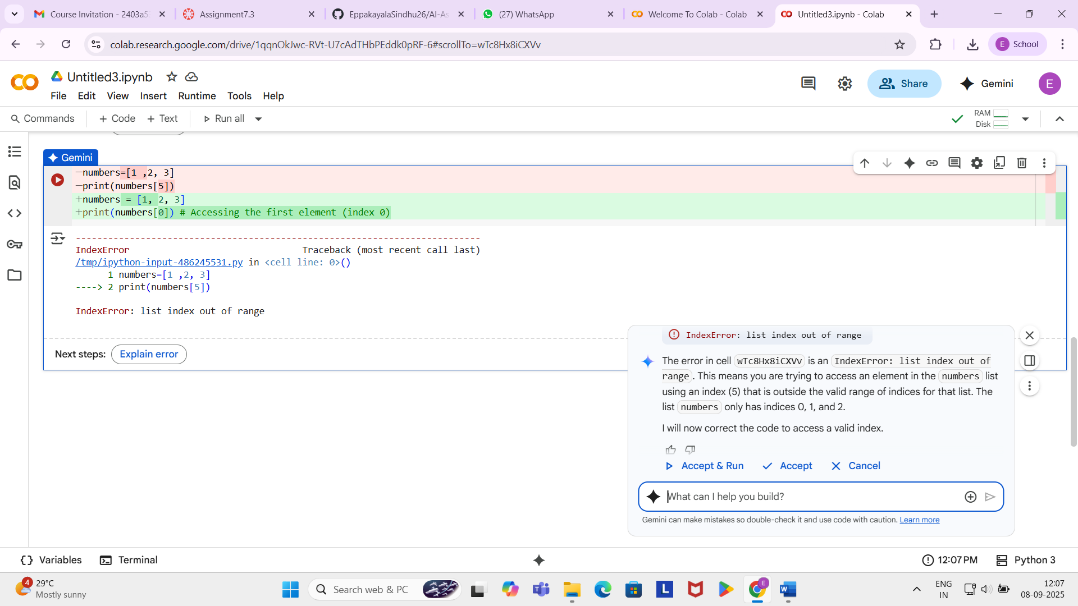 Course Invitation - 2403a5
Assignment7.3
EppakayalaSindhu26/AI-As
(27) WhatsApp
Welcome To Colab - Colab
Untitled3.ipynb - Colab
colab.research.google.com/drive/1qqnOkJwc-RVt-U7cAdTHbPEddk0pRF-6#scrollTo=wTc8Hx8iCXVv
E School
Untitled3.ipynb
File Edit View Insert Runtime Tools Help
Share
Gemini
E
Commands + Code + Text Run all
RAM
Disk
Gemini
-numbers=[1 ,2, 3]
-print(numbers[5])
+numbers = [1, 2, 3]
+print(numbers[0]) # Accessing the first element (index 0)
---------------------------------------------------------------------------
IndexError Traceback (most recent call last)
/tmp/ipython-input-486245531.py in <cell line: 0>()
1 numbers=[1 ,2, 3]
----> 2 print(numbers[5])
IndexError: list index out of range
Next steps: Explain error
IndexError: list index out of range
The error in cell wTc8Hx8iCXVv is an IndexError: list index out of
range. This means you are trying to access an element in the numbers list
using an index (5) that is outside the valid range of indices for that list. The
list numbers only has indices 0, 1, and 2.
I will now correct the code to access a valid index.
Accept & Run Accept Cancel
What can I help you build?
Gemini can make mistakes so double-check it and use code with caution. Learn more
Variables Terminal
12:07 PM Python 3
4
29°C
Mostly sunny
Search web & PC
L
E
W
ENG
IN
12:07
08-09-2025